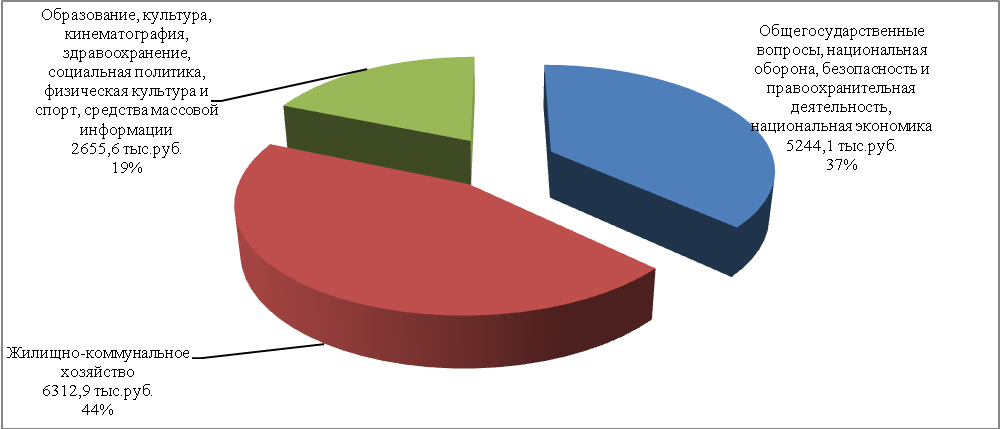 Образование, культура,
кинематография,
здравоохранение,
социальная политика,
физическая культура и
спорт, средства массовой
информации
2655,6 тыс.руб.
19%
Общегосударственные
вопросы, национальная
оборона, безопасность и
правоохранительная
деятельность,
национальная экономика
5244,1 тыс.руб.
37%
Жилищно-коммунальное
хозяйство
6312,9 тыс.руб.
44%